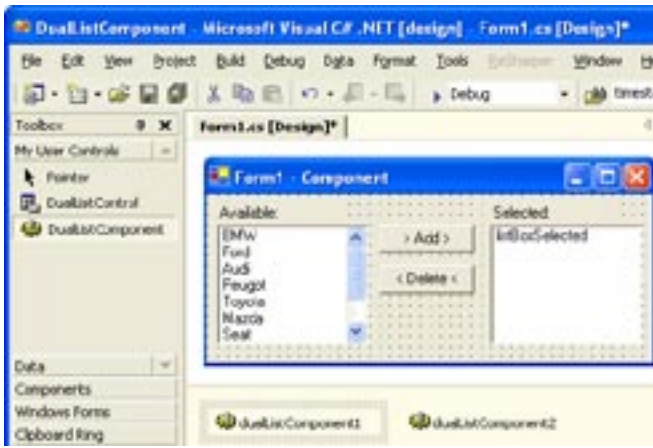 DualListComponent - Microsoft Visual C# .NET [design] - Form1.cs [Design]*
File Edit View Project Build Debug Data Format Tools Window
Debug
Toolbox
Form1.cs [Design]*
My User Controls
Pointer
DualListControl
DualListComponent
Form1 - Component
Available:
Selected:
BMW
Ford
Audi
Peugot
Toyota
Mazda
Seat
> Add >
< Delete <
lstBoxSelected
Data
Components
Windows Forms
Clipboard Ring
dualListComponent1
dualListComponent2